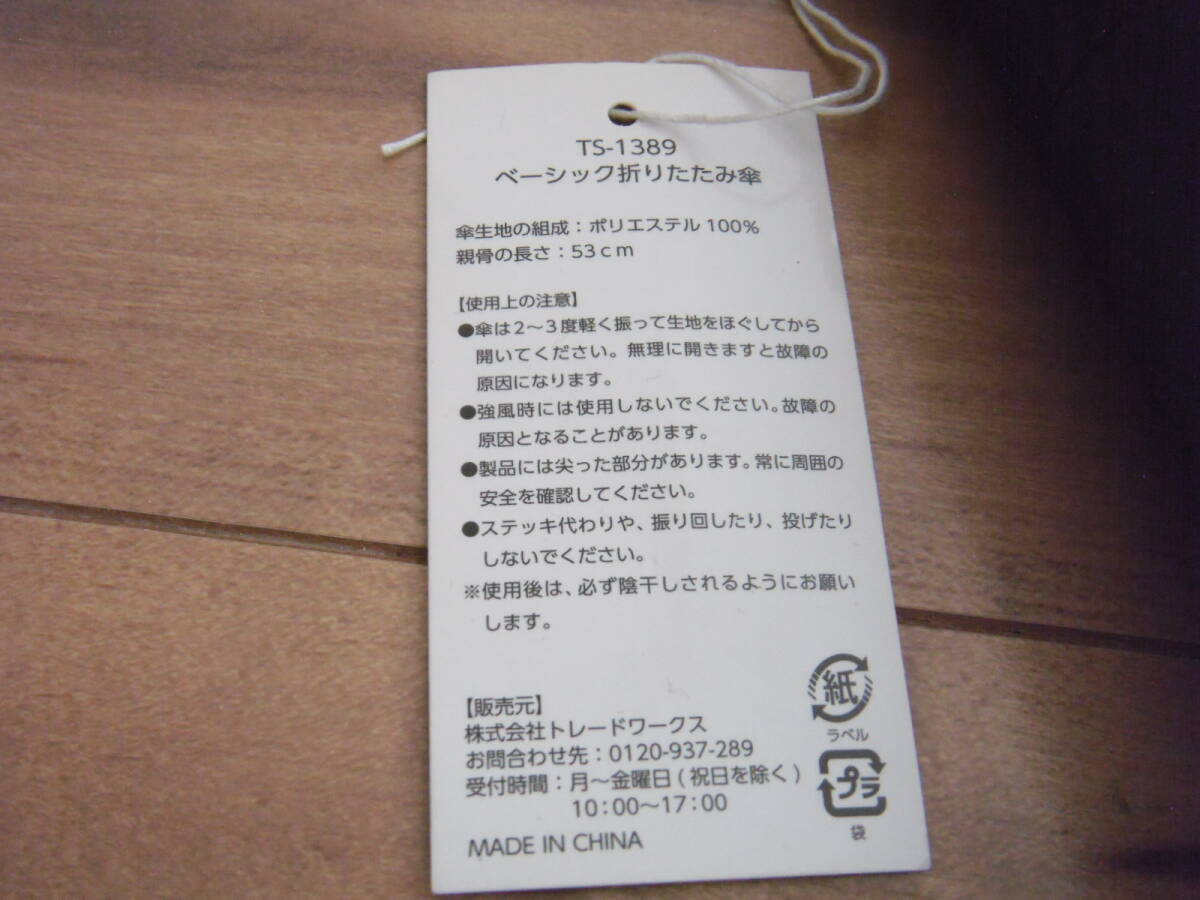 TS-1389
ベーシック折りたたみ傘
傘生地の組成：ポリエステル 100%
親骨の長さ：53ｃｍ
【使用上の注意】
●傘は２〜３度軽く振って生地をほぐしてから
開いてください。無理に開きますと故障の
原因になります。
●強風時には使用しないでください。故障の
原因となることがあります。
●製品には尖った部分があります。常に周囲の
安全を確認してください。
●ステッキ代わりや、振り回したり、投げたり
しないでください。
※使用後は、必ず陰干しされるようにお願い
します。
【販売元】
株式会社トレードワークス
お問合わせ先：0120-937-289
受付時間：月〜金曜日 ( 祝日を除く )
10：00〜17：00
MADE IN CHINA
紙
ラベル
プラ
袋